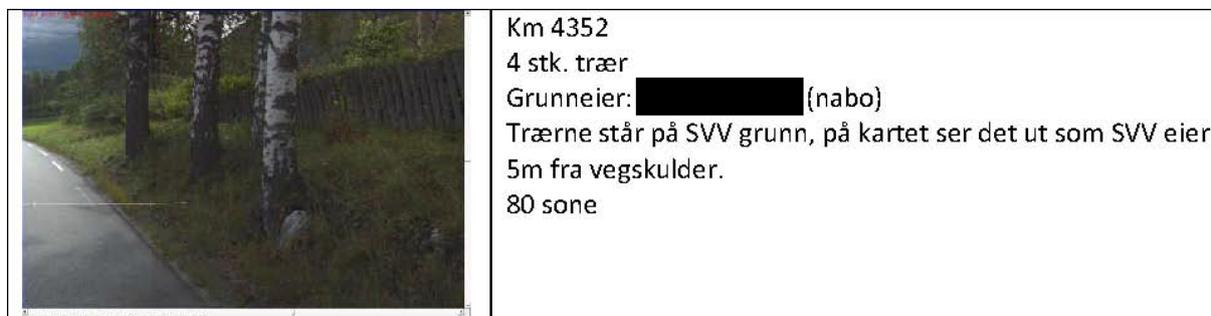 Km 4352
4 stk. trær
Grunneier: (nabo)
Trærne står på SVV grunn, på kartet ser det ut som SVV eier
5m fra vegskulder.
80 sone